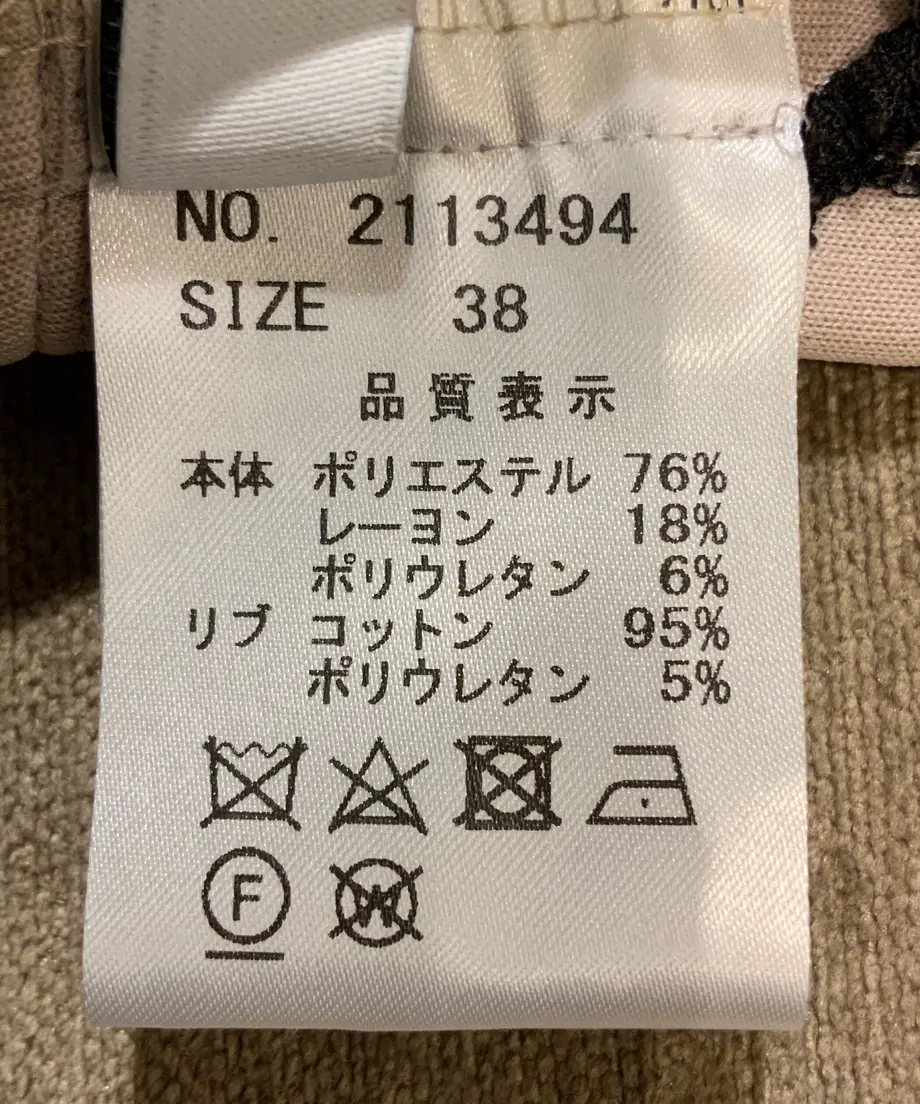 NO. 2113494
SIZE 38
品質表示
本体 ポリエステル 76%
レーヨン 18%
ポリウレタン 6%
リブ コットン 95%
ポリウレタン 5%
F W